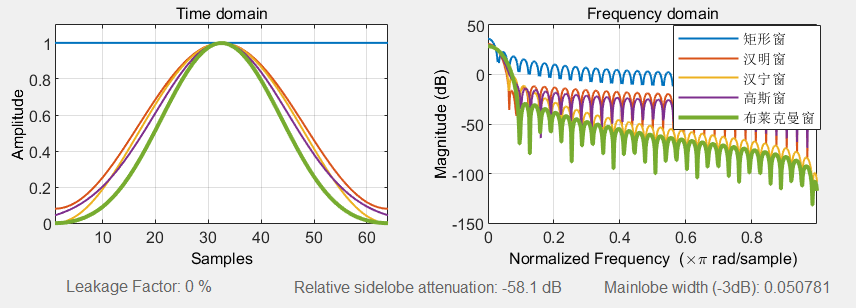 Time domain
Amplitude
1
0.8
0.6
0.4
0.2
0
10 20 30 40 50 60
Samples
Frequency domain
Magnitude (dB)
50
0
-50
-100
-150
0 0.2 0.4 0.6 0.8
Normalized Frequency (×π rad/sample)
矩形窗
汉明窗
汉宁窗
高斯窗
布莱克曼窗
Leakage Factor: 0 %
Relative sidelobe attenuation: -58.1 dB
Mainlobe width (-3dB): 0.050781